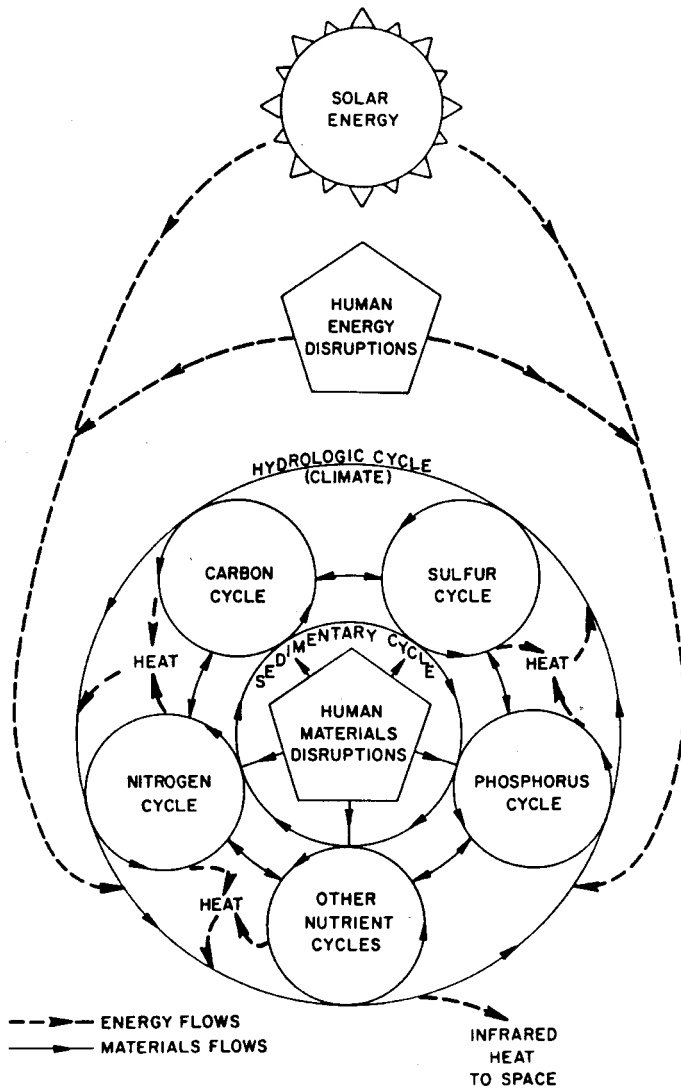 SOLAR
ENERGY
HUMAN
ENERGY
DISRUPTIONS
HYDROLOGIC CYCLE
(CLIMATE)
CARBON
CYCLE
SULFUR
CYCLE
SEDIMENTARY CYCLE
HEAT
HEAT
HUMAN
MATERIALS
DISRUPTIONS
NITROGEN
CYCLE
PHOSPHORUS
CYCLE
HEAT
OTHER
NUTRIENT
CYCLES
ENERGY FLOWS
MATERIALS FLOWS
INFRARED
HEAT
TO SPACE